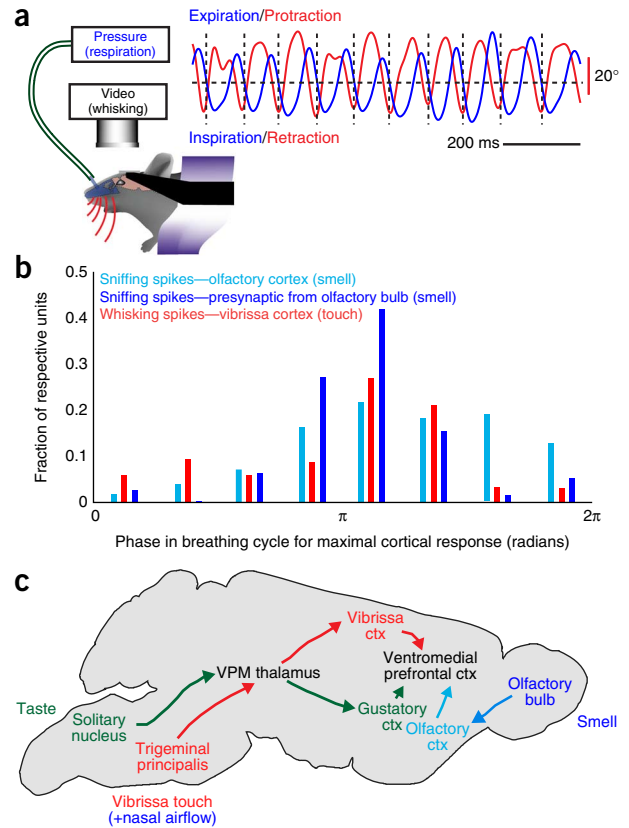 a
Pressure
(respiration)
Video
(whisking)
Expiration/Protraction
20°
Inspiration/Retraction
200 ms
b
0.5
0.4
0.3
0.2
0.1
0
Fraction of respective units
Sniffing spikes—olfactory cortex (smell)
Sniffing spikes—presynaptic from olfactory bulb (smell)
Whisking spikes—vibrissa cortex (touch)
0
π
2π
Phase in breathing cycle for maximal cortical response (radians)
c
Vibrissa
ctx
VPM thalamus
Ventromedial
prefrontal ctx
Taste
Solitary
nucleus
Gustatory
ctx
Olfactory
ctx
Olfactory
bulb
Smell
Trigeminal
principalis
Vibrissa touch
(+nasal airflow)